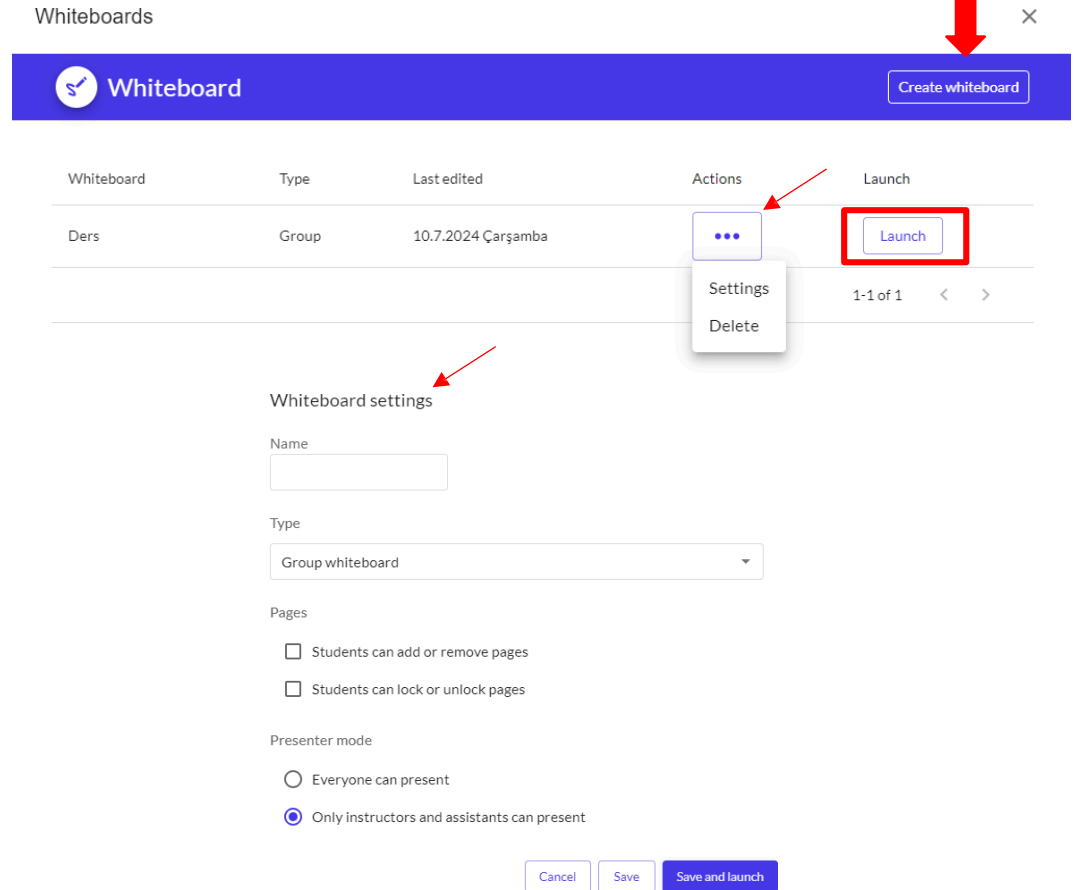 Whiteboards
Whiteboard
Create whiteboard
Whiteboard Type Last edited Actions Launch
Ders Group 10.7.2024 Çarşamba Launch
Settings
1-1 of 1
Delete
Whiteboard settings
Name
Type
Group whiteboard
Pages
Students can add or remove pages
Students can lock or unlock pages
Presenter mode
Everyone can present
Only instructors and assistants can present
Cancel Save Save and launch